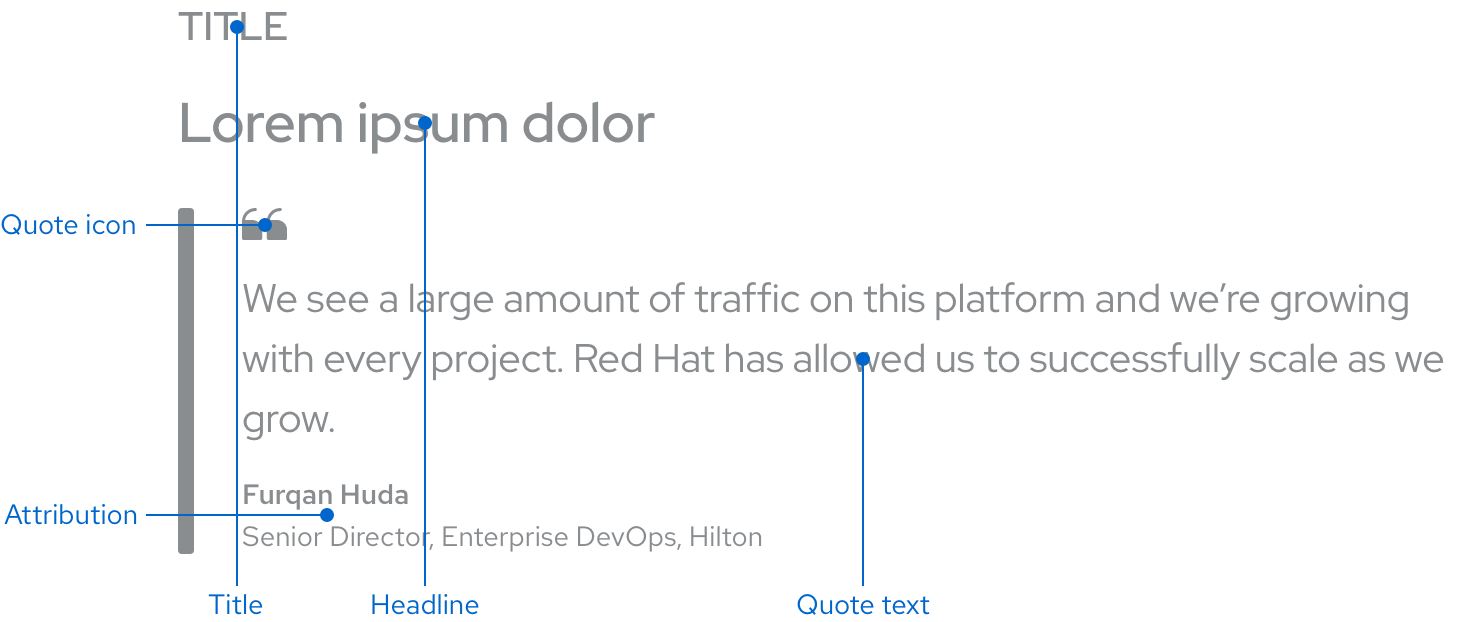 TITLE
Lorem ipsum dolor
Quote icon
We see a large amount of traffic on this platform and we’re growing
with every project. Red Hat has allowed us to successfully scale as we
grow.
Furqan Huda
Attribution
Senior Director, Enterprise DevOps, Hilton
Title
Headline
Quote text